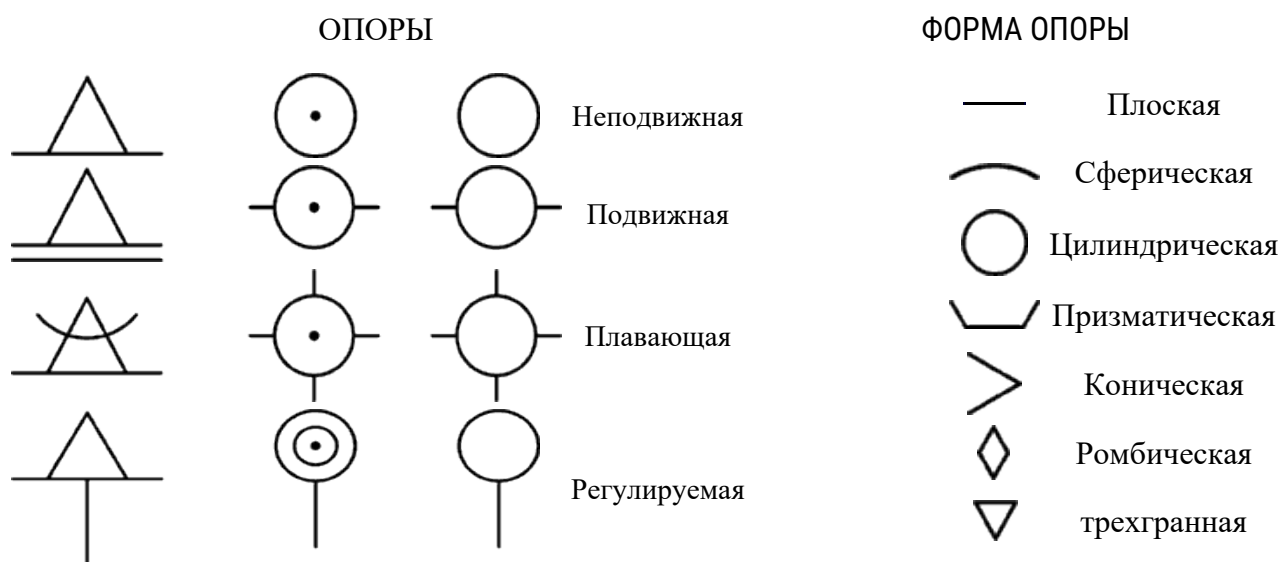 ОПОРЫ
Неподвижная
Подвижная
Плавающая
Регулируемая
ФОРМА ОПОРЫ
Плоская
Сферическая
Цилиндрическая
Призматическая
Коническая
Ромбическая
трехгранная